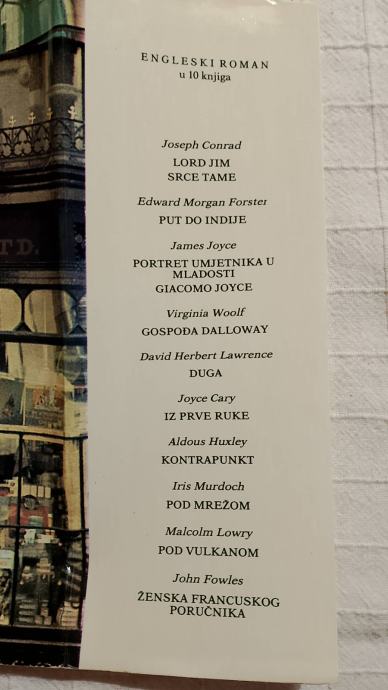 TD.
ENGLESKI ROMAN
u 10 knjiga
Joseph Conrad
LORD JIM
SRCE TAME
Edward Morgan Forster
PUT DO INDIJE
James Joyce
PORTRET UMJETNIKA U
MLADOSTI
GIACOMO JOYCE
Virginia Woolf
GOSPOĐA DALLOWAY
David Herbert Lawrence
DUGA
Joyce Cary
IZ PRVE RUKE
Aldous Huxley
KONTRAPUNKT
Iris Murdoch
POD MREŽOM
Malcolm Lowry
POD VULKANOM
John Fowles
ŽENSKA FRANCUSKOG
PORUČNIKA